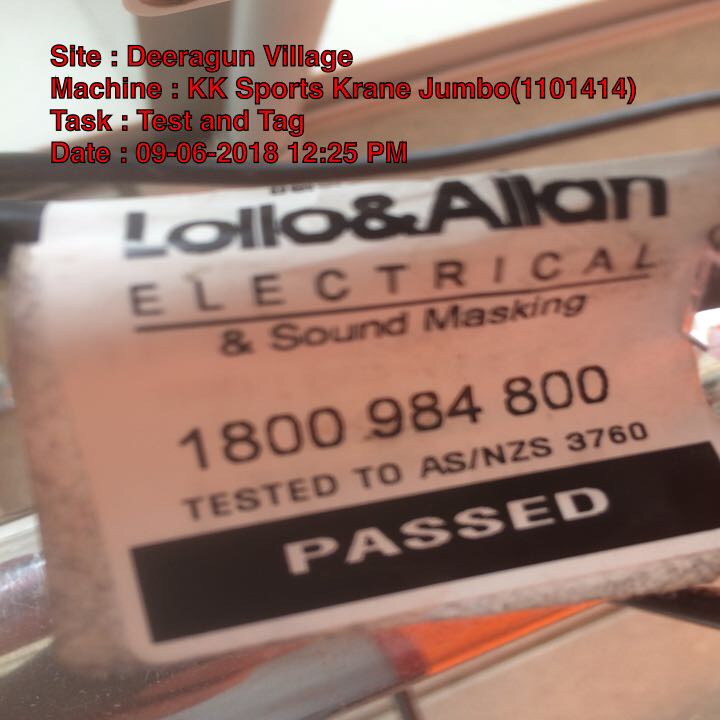 Site : Deeragun Village
Machine : KK Sports Krane Jumbo(1101414)
Task : Test and Tag
Date : 09-06-2018 12:25 PM
Lollo&Allan
ELECTRICAL
& Sound Masking
1800 984 800
TESTED TO AS/NZS 3760
PASSED